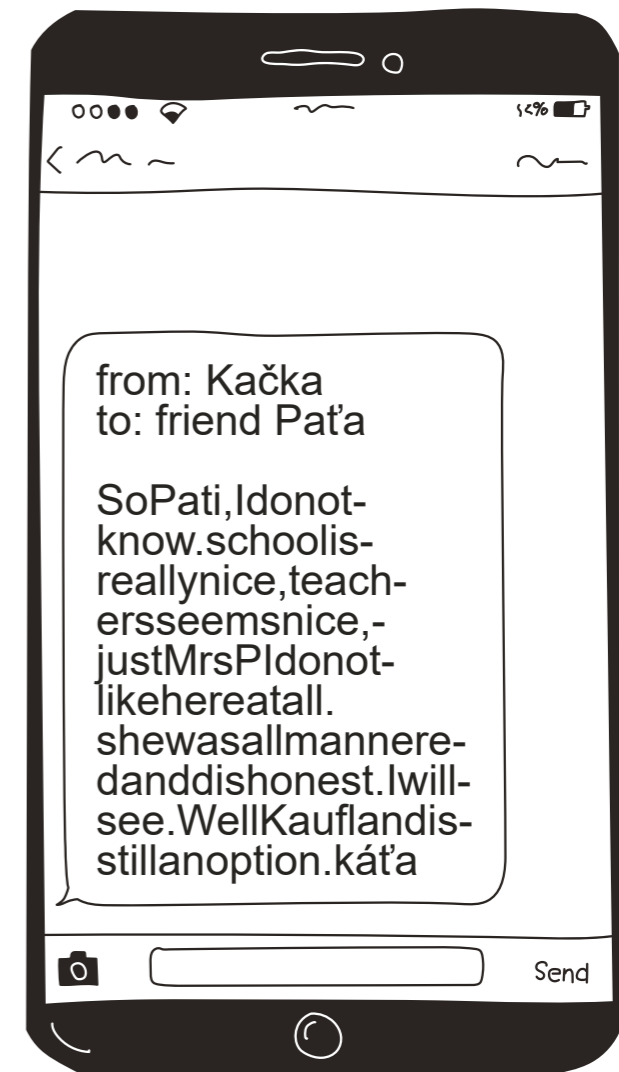 from: Kačka
to: friend Paťa
SoPati,Idonot-
know.schoolis-
reallynice,teach-
ersseemsnice,-
justMrsPIdonot-
likehereatall.
shewasallmannere-
danddishonest.Iwill-
see.WellKauflandis-
stillanoption.káťa
Send